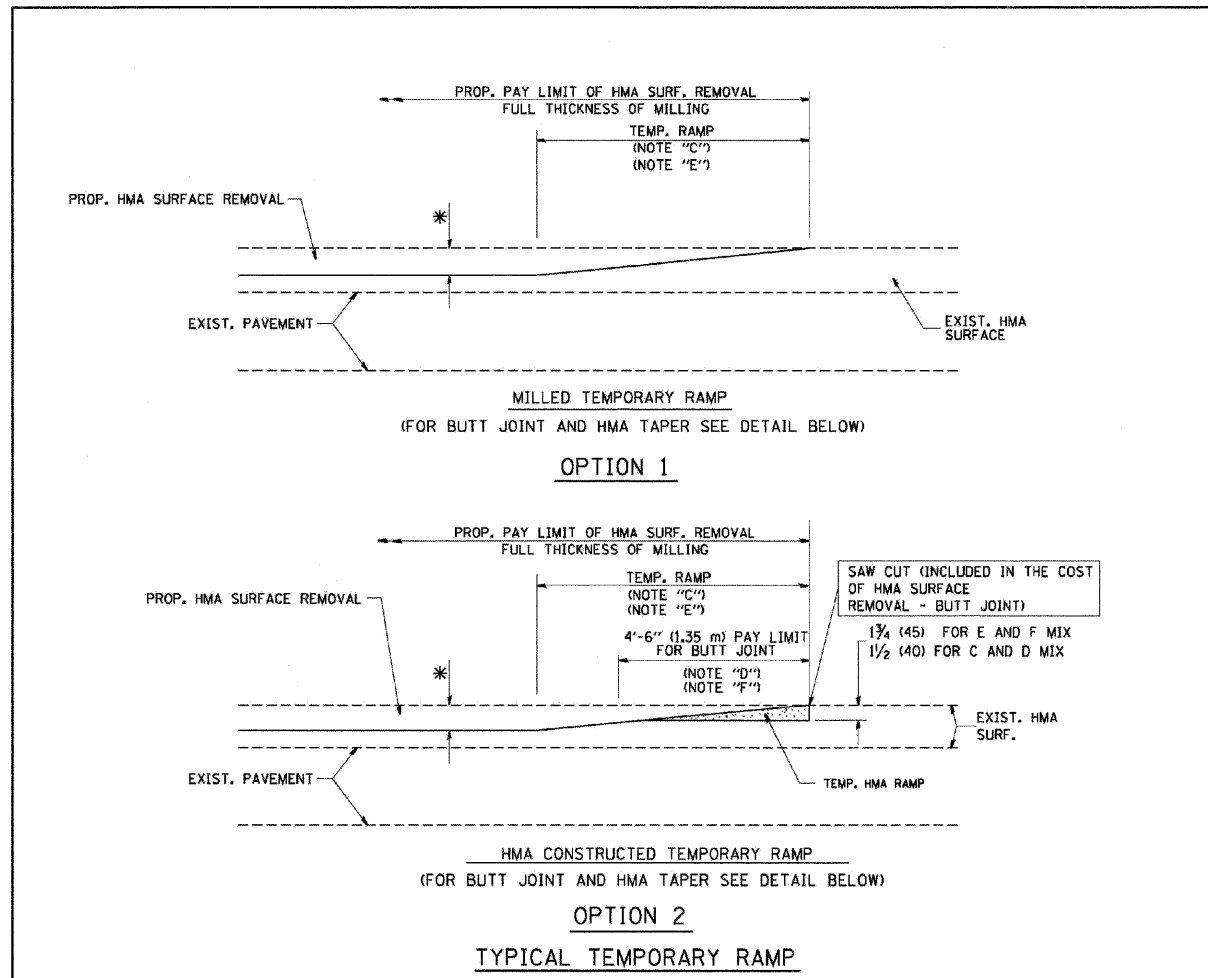 PROP. PAY LIMIT OF HMA SURF. REMOVAL
FULL THICKNESS OF MILLING
TEMP. RAMP
(NOTE "C")
(NOTE "E")
PROP. HMA SURFACE REMOVAL
*
EXIST. PAVEMENT
EXIST. HMA
SURFACE
MILLED TEMPORARY RAMP
(FOR BUTT JOINT AND HMA TAPER SEE DETAIL BELOW)
OPTION 1
PROP. PAY LIMIT OF HMA SURF. REMOVAL
FULL THICKNESS OF MILLING
TEMP. RAMP
(NOTE "C")
(NOTE "E")
SAW CUT (INCLUDED IN THE COST
OF HMA SURFACE
REMOVAL - BUTT JOINT)
PROP. HMA SURFACE REMOVAL
4'-6" (1.35 m) PAY LIMIT
FOR BUTT JOINT
(NOTE "D")
(NOTE "F")
1¾ (45) FOR E AND F MIX
1½ (40) FOR C AND D MIX
*
EXIST. HMA
SURF.
EXIST. PAVEMENT
TEMP. HMA RAMP
HMA CONSTRUCTED TEMPORARY RAMP
(FOR BUTT JOINT AND HMA TAPER SEE DETAIL BELOW)
OPTION 2
TYPICAL TEMPORARY RAMP